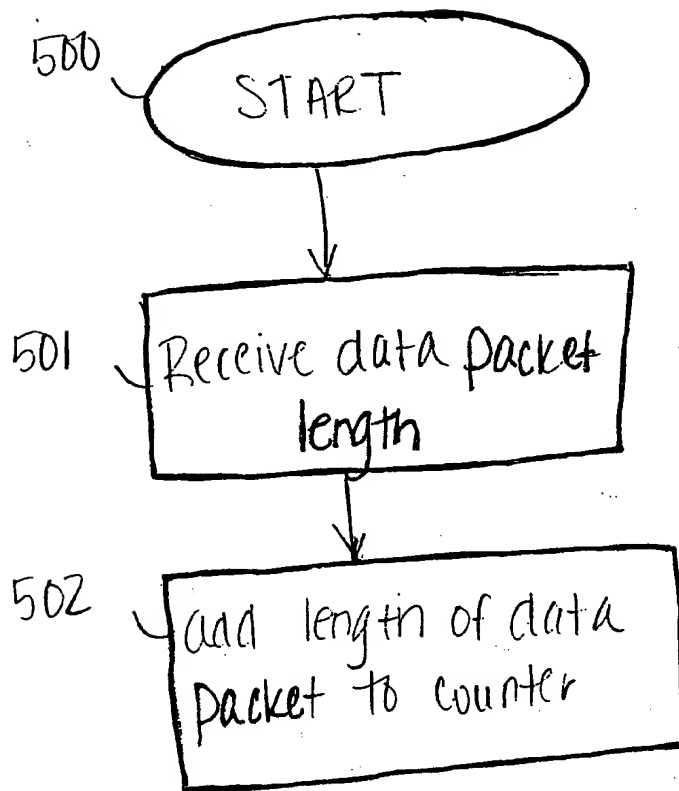 500
START
501
Receive data packet
length
502
add length of data
packet to counter